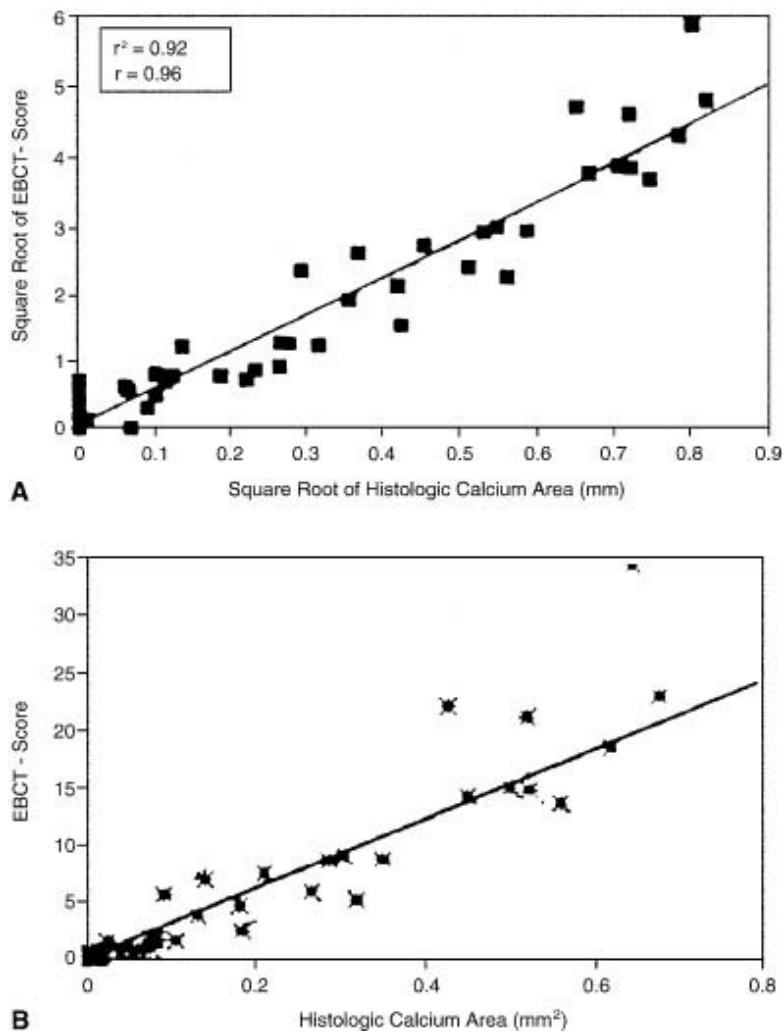 6
r² = 0.92
r = 0.96
5
4
3
2
1
0
Square Root of EBCT - Score
0 0.1 0.2 0.3 0.4 0.5 0.6 0.7 0.8 0.9
A
Square Root of Histologic Calcium Area (mm)
35
30
25
20
15
10
5
0
EBCT - Score
0 0.2 0.4 0.6 0.8
B
Histologic Calcium Area (mm²)